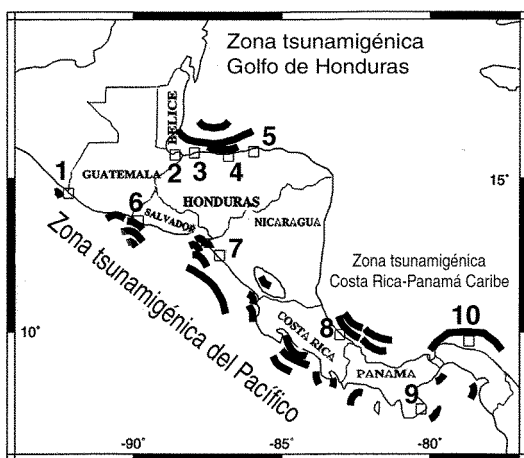 Zona tsunamigénica
Golfo de Honduras
BELICE
5
1
2
3
4
15°
GUATEMALA
6
HONDURAS
SALVADOR
NICARAGUA
7
Zona tsunamigénica
Costa Rica-Panamá Caribe
Zona tsunamigénica del Pacífico
10
8
10°
COSTA RICA
PANAMA
9
-90°
-85°
-80°